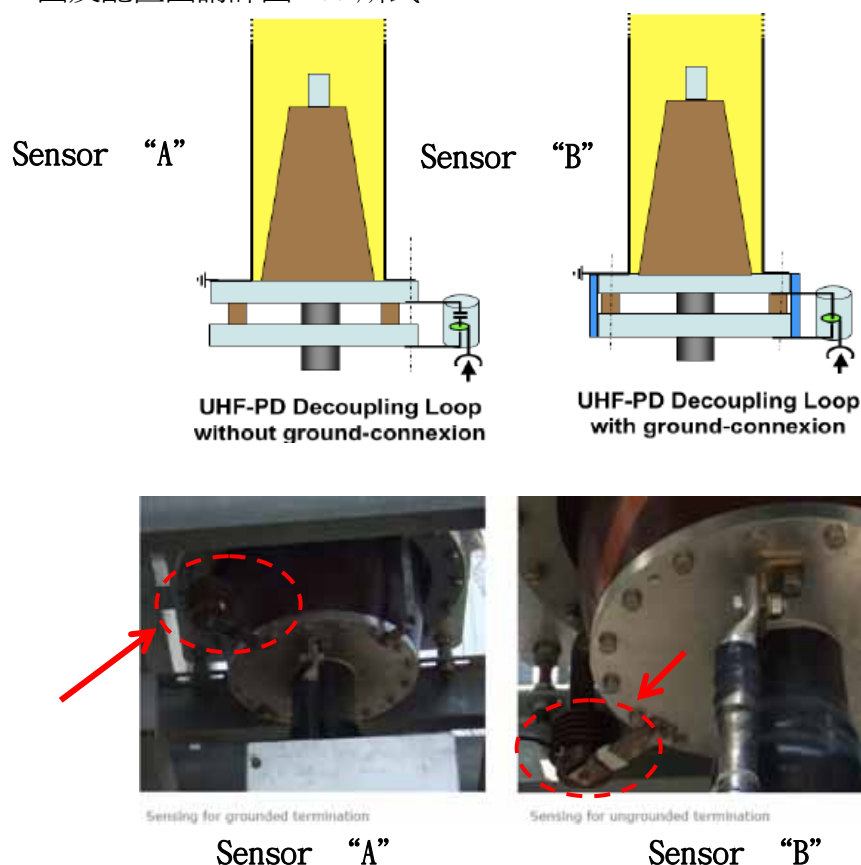 Sensor “A”
Sensor “B”
UHF-PD Decoupling Loop
without ground-connexion
UHF-PD Decoupling Loop
with ground-connexion
Sensing for grounded termination
Sensing for ungrounded termination
Sensor “A”
Sensor “B”